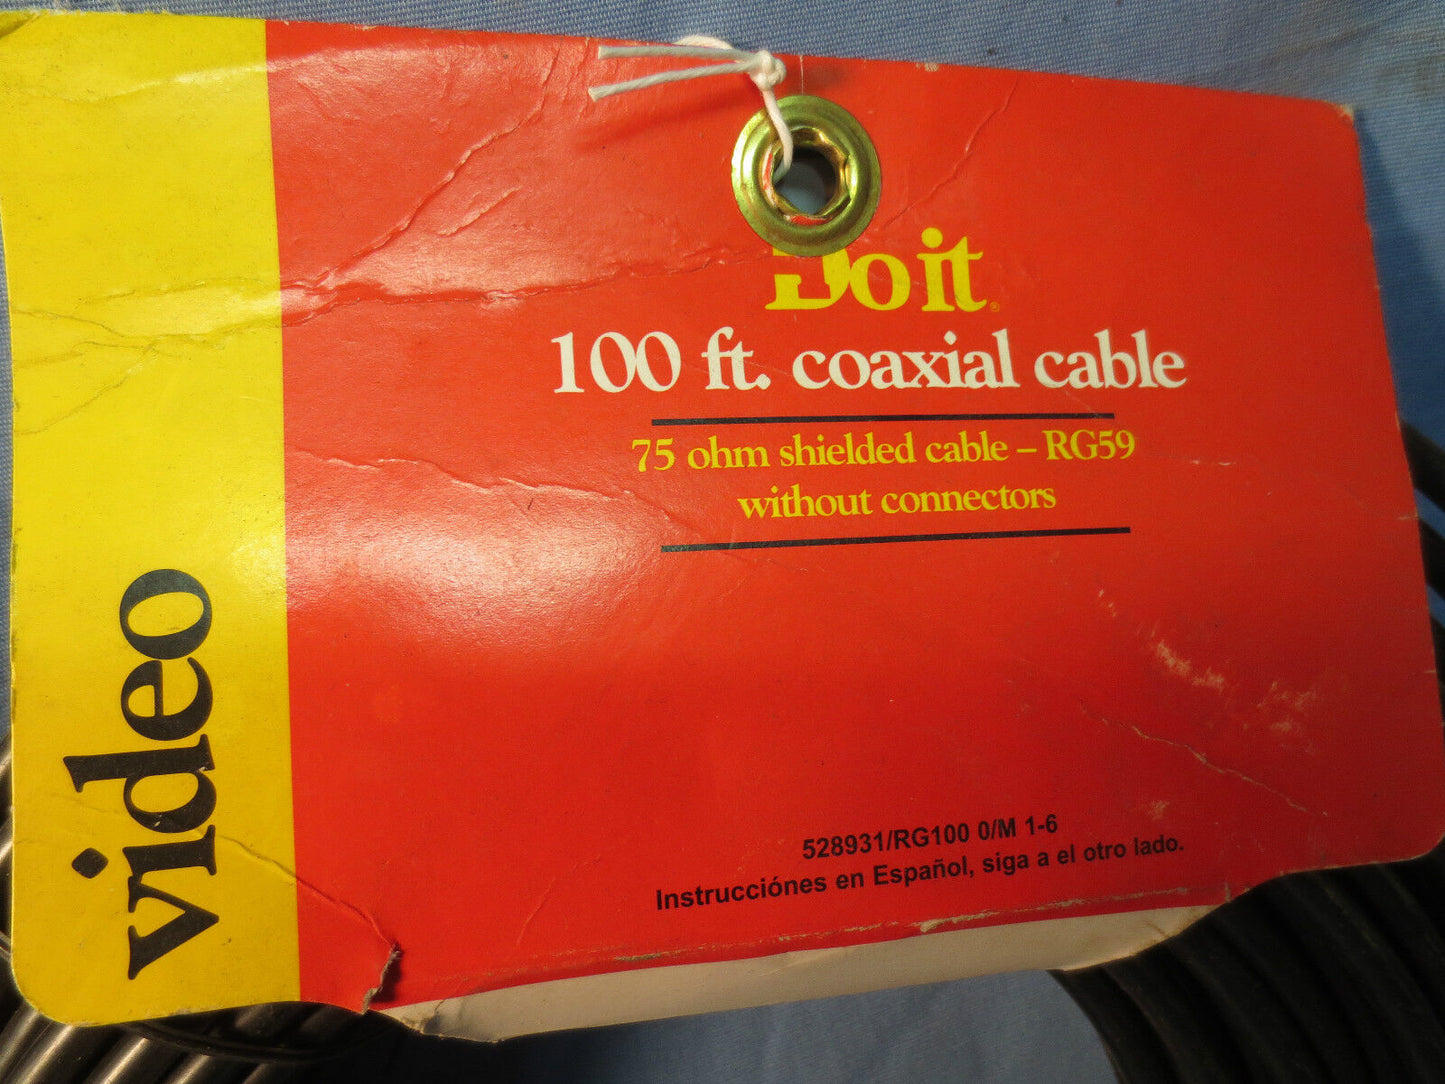 Do it®
100 ft. coaxial cable
75 ohm shielded cable – RG59
without connectors
video
528931/RG100 0/M 1-6
Instrucciónes en Español, siga a el otro lado.